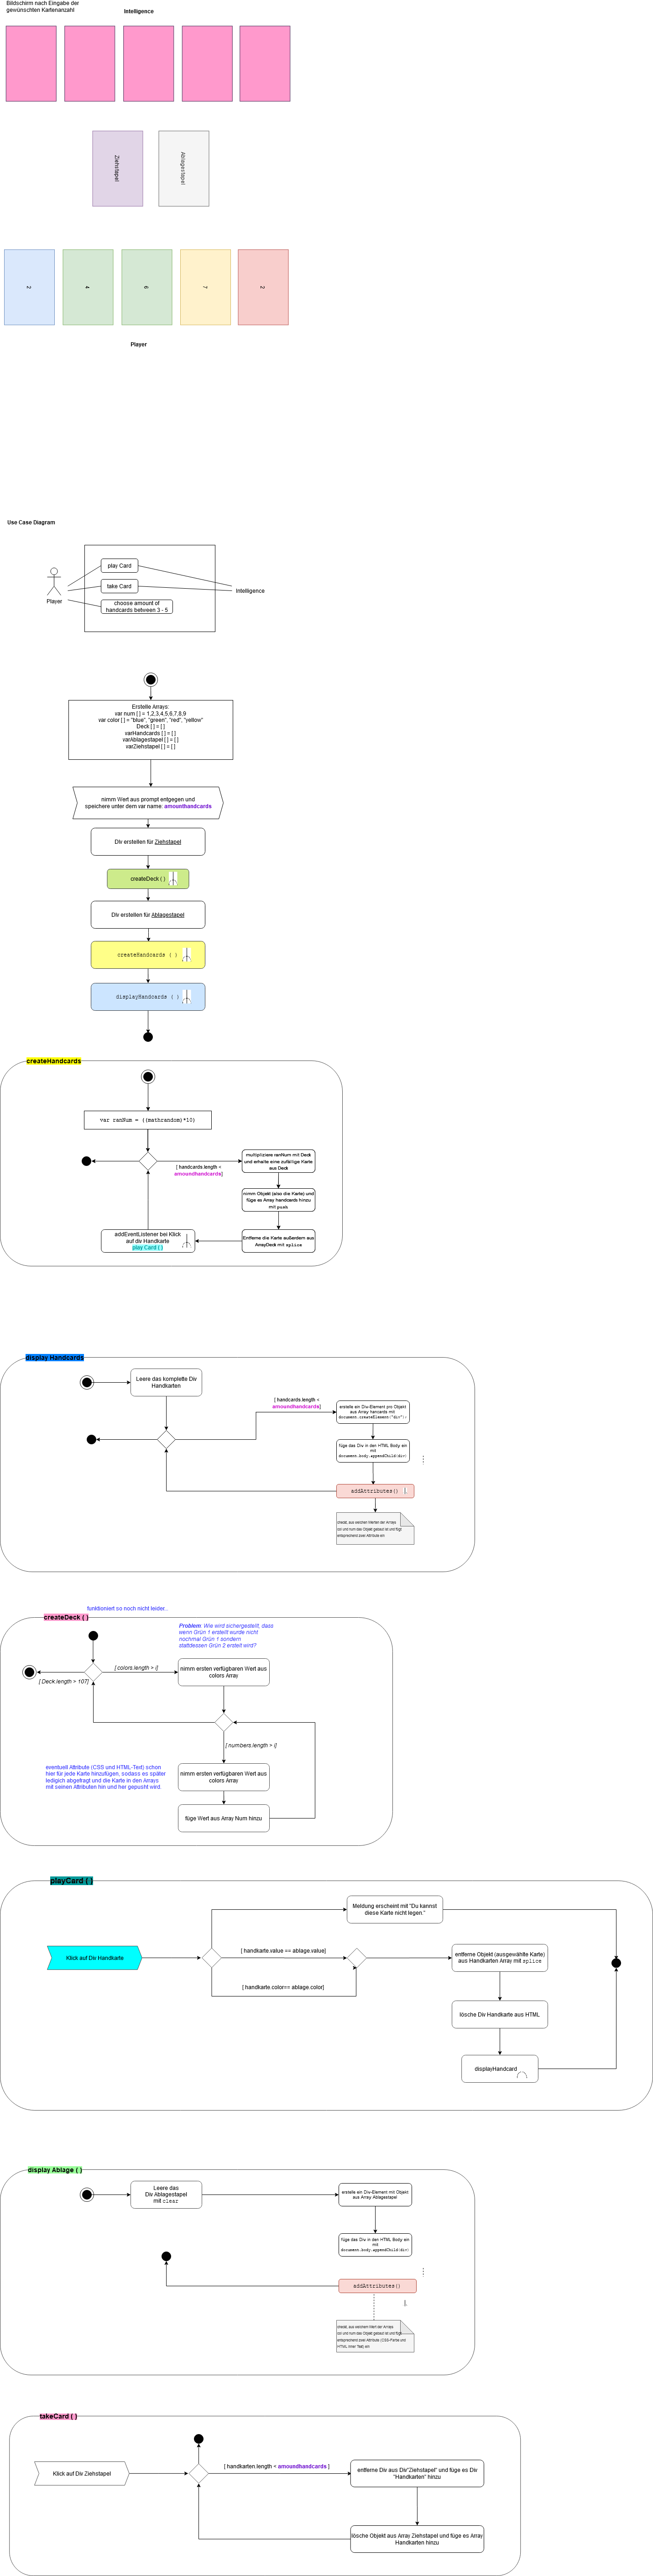 Bildschirm nach Eingabe der
gewünschten Kartenanzahl
Intelligence
Ziehstapel
Ablagestapel
2
4
6
7
2
Player
Use Case Diagram
play Card
take Card
choose amount of
handcards between 3 - 5
Player
Intelligence
Erstelle Arrays:
var num [ ] = 1,2,3,4,5,6,7,8,9
var color [ ] = "blue", "green", "red", "yellow"
Deck [ ] = [ ]
varHandcards [ ] = [ ]
varAblagestapel [ ] = [ ]
varZiehstapel [ ] = [ ]
nimm Wert aus prompt entgegen und
speichere unter dem var name: amounthandcards
DIv erstellen für Ziehstapel
createDeck ( )
DIv erstellen für Ablagestapel
createHandcards ( )
displayHandcards ( )
createHandcards
var ranNum = ((mathrandom)*10)
[ handcards.length <
amoundhandcards]
multipliziere ranNum mit Deck
und erhalte eine zufällige Karte
aus Deck
nimm Objekt (also die Karte) und
füge es Array handcards hinzu
mit push
Entferne die Karte außerdem aus
ArrayDeck mit splice
addEventListener bei Klick
auf div Handkarte
play Card ( )
display Handcards
Leere das komplette Div
Handkarten
[ handcards.length <
amoundhandcards]
erstelle ein Div-Element pro Objekt
aus Array hancards mit
document.createElement("div");
füge das Div in den HTML Body ein
mit
document.body.appendChild(div)
addAttributes()
checkt, aus welchen Werten der Arrays
col und num das Objekt gebaut ist und fügt
entsprechend zwei Attribute ein
funktioniert so noch nicht leider...
createDeck ( )
Problem: Wie wird sichergestellt, dass
wenn Grün 1 erstellt wurde nicht
nochmal Grün 1 sondern
stattdessen Grün 2 erstelt wird?
[ colors.length > i]
nimm ersten verfügbaren Wert aus
colors Array
[ Deck.length > 107]
[ numbers.length > i]
eventuell Attribute (CSS und HTML-Text) schon
hier für jede Karte hinzufügen, sodass es später
ledigich abgefragt und die Karte in den Arrays
mit seinen Attributen hin und her gepusht wird.
nimm ersten verfügbaren Wert aus
colors Array
füge Wert aus Array Num hinzu
playCard ( )
Meldung erscheint mit "Du kannst
diese Karte nicht legen."
Klick auf Div Handkarte
[ handkarte.value == ablage.value]
entferne Objekt (ausgewählte Karte)
aus Handkarten Array mit splice
[ handkarte.color== ablage.color]
lösche Div Handkarte aus HTML
displayHandcard
display Ablage ( )
Leere das
Div Ablagestapel
mit clear
erstelle ein Div-Element mit Objekt
aus Array Ablagestapel
füge das Div in den HTML Body ein
mit
document.body.appendChild(div)
addAttributes()
checkt, aus welchem Wert der Arrays
col und num das Objekt gebaut ist und fügt
entsprechend zwei Attribute (CSS-Farbe und
HTML Inner Text) ein
takeCard ( )
Klick auf Div Ziehstapel
[ handkarten.length < amoundhandcards ]
entferne Div aus Div"Ziehstapel" und füge es Div
"Handkarten" hinzu
lösche Objekt aus Array Ziehstapel und füge es Array
Handkarten hinzu